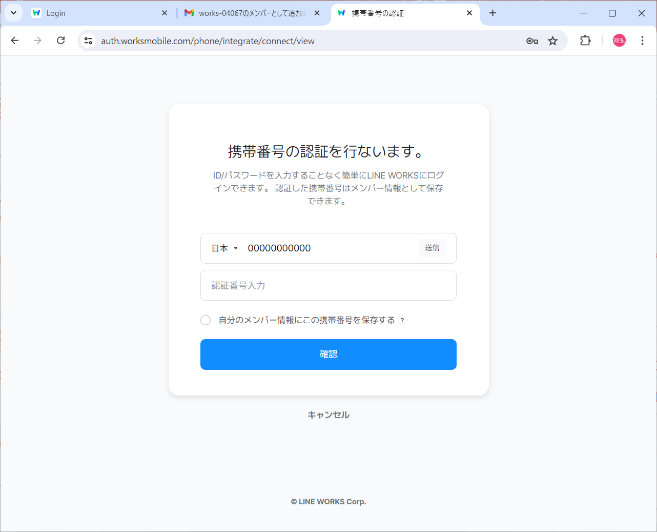 Login
works-04067のメンバーとして追加
携帯番号の認証
auth.worksmobile.com/phone/integrate/connect/view
携帯番号の認証を行ないます。
ID/パスワードを入力することなく簡単にLINE WORKSにログ
インできます。 認証した携帯番号はメンバー情報として保存
できます。
日本 00000000000 送信
認証番号入力
自分のメンバー情報にこの携帯番号を保存する ?
確認
キャンセル
© LINE WORKS Corp.